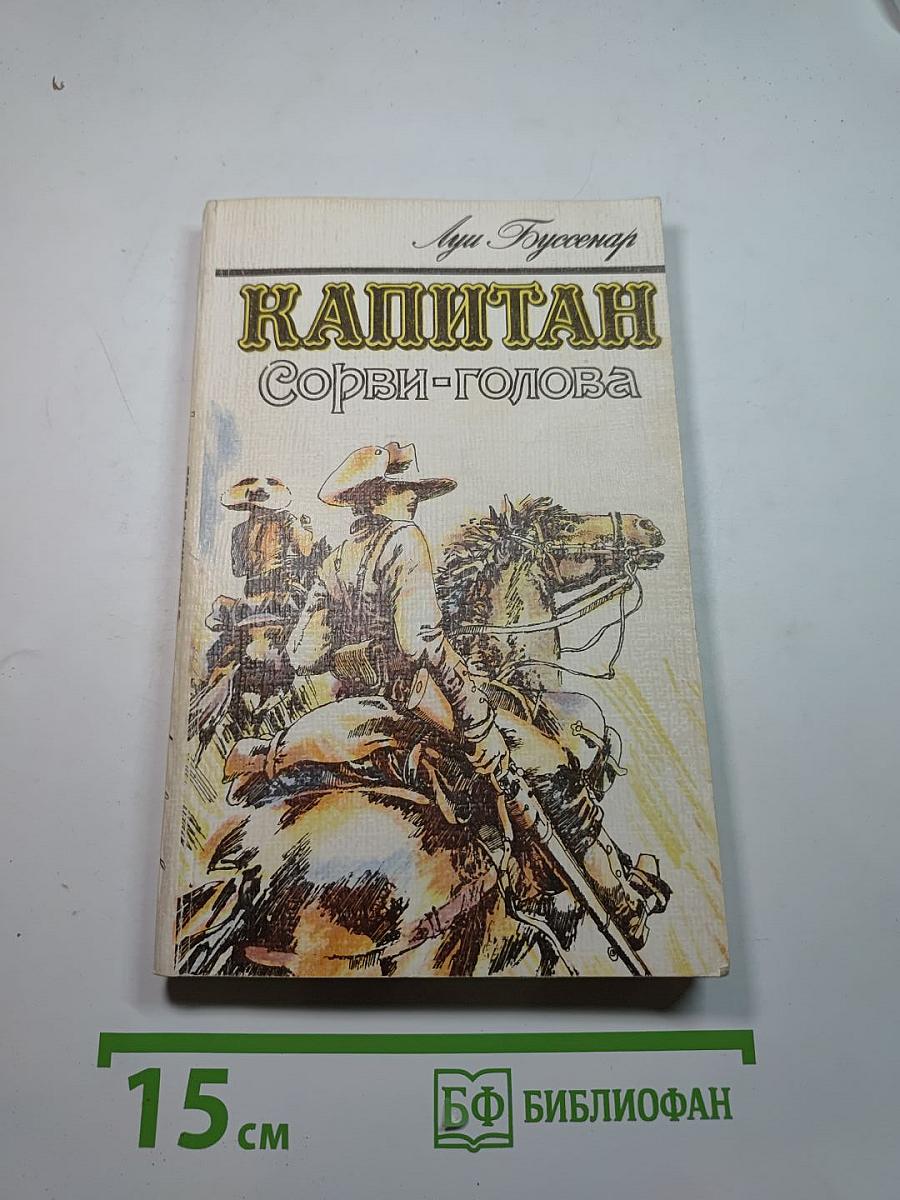 Луи Буссенар
КАПИТАН
Сорви-голова
15 см
БФ БИБЛИОФАН